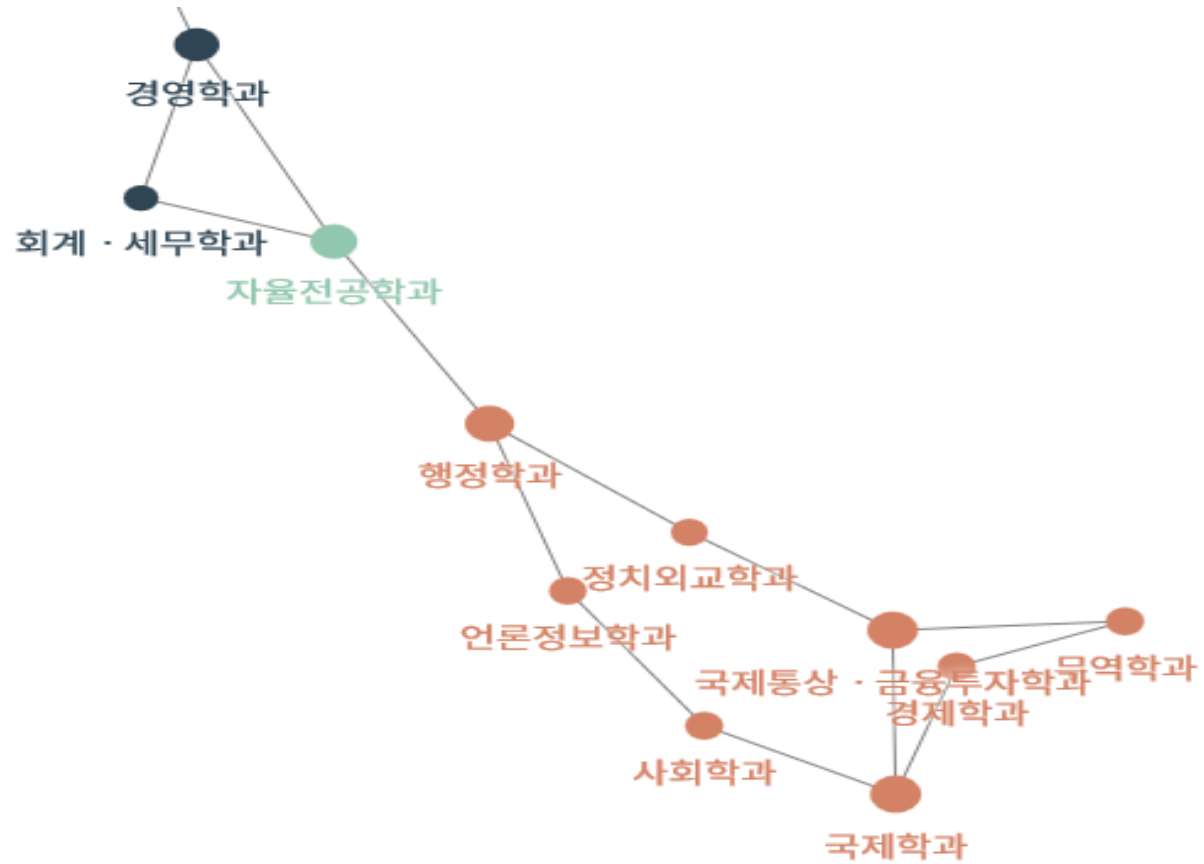 경영학과
회계 · 세무학과
자율전공학과
행정학과
정치외교학과
언론정보학과
무역학과
국제통상 · 금융투자학과
경제학과
사회학과
국제학과